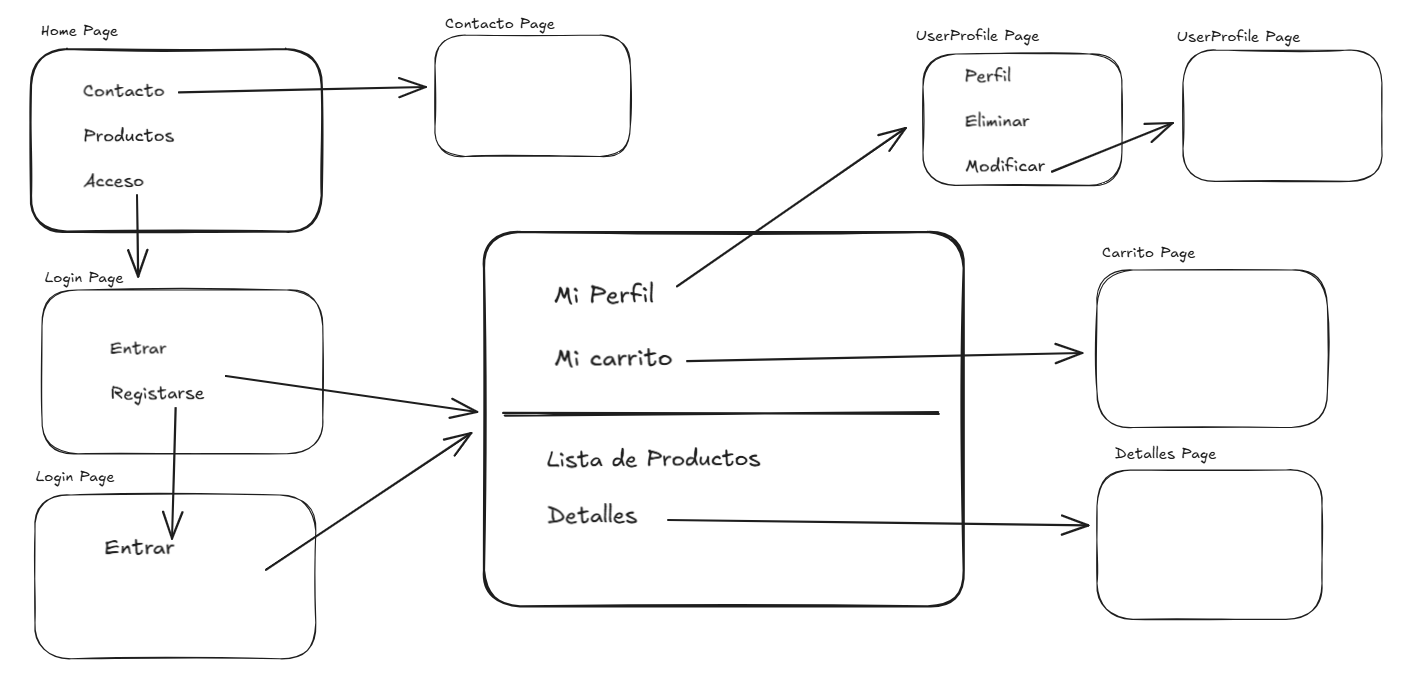 Home Page
Contacto
Productos
Acceso
Contacto Page
Login Page
Entrar
Registarse
Login Page
Entrar
Mi Perfil
Mi carrito
Lista de Productos
Detalles
UserProfile Page
Perfil
Eliminar
Modificar
UserProfile Page
Carrito Page
Detalles Page